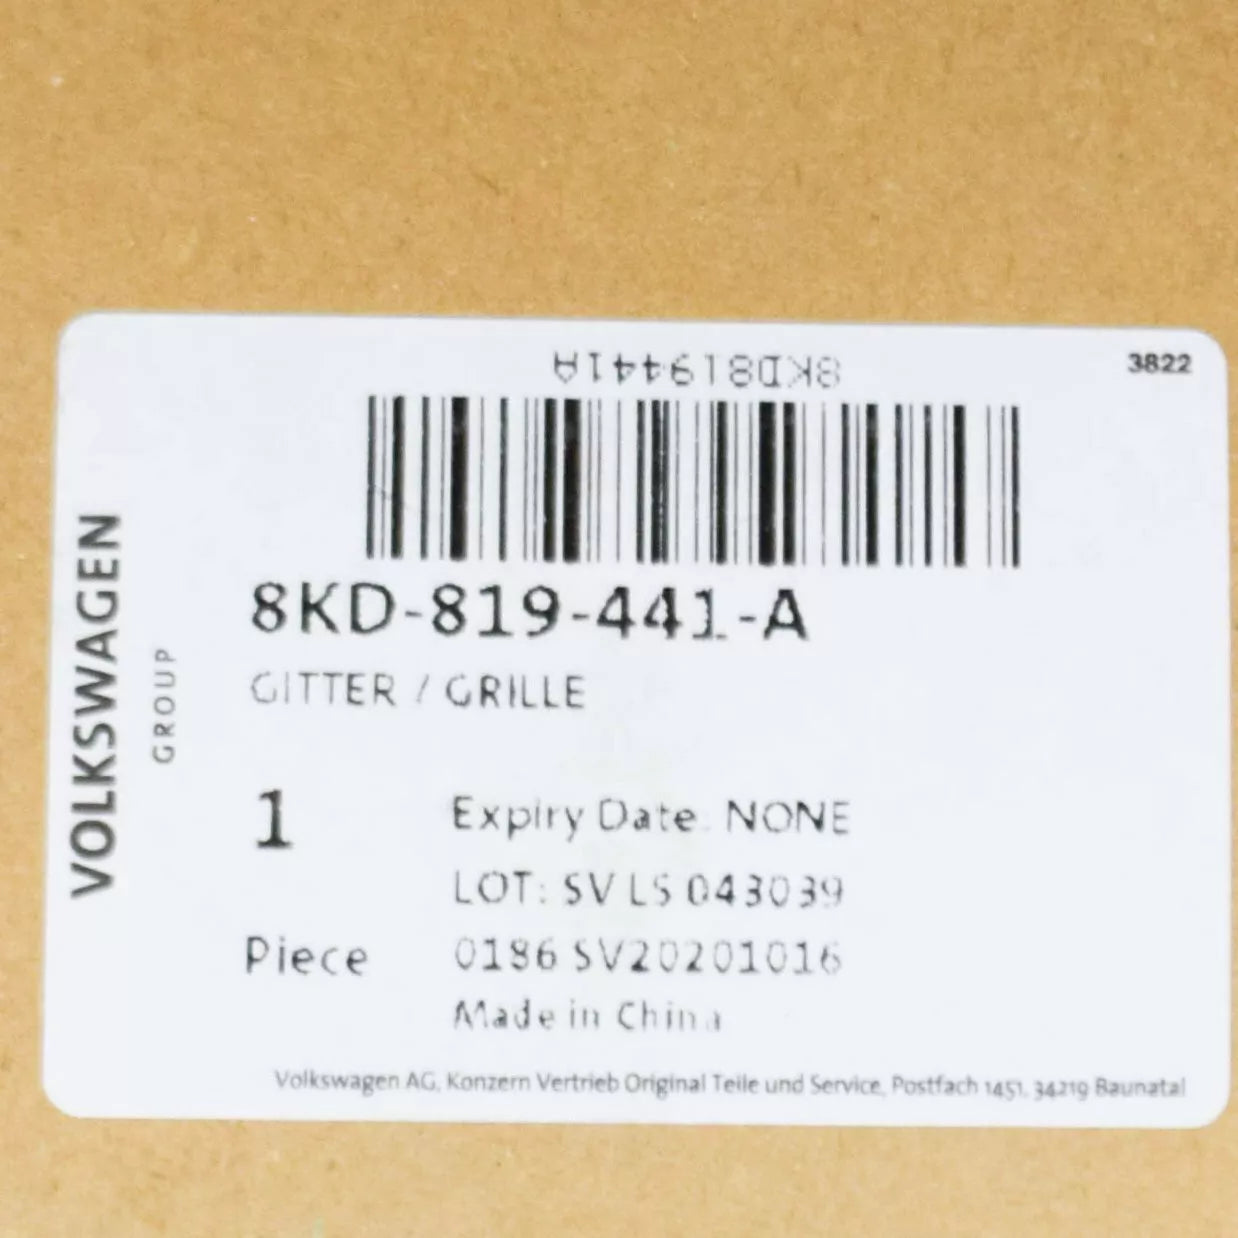 8KD819441A
3822
8KD-819-441-A
GITTER / GRILLE
VOLKSWAGEN
GROUP
1
Piece
Expiry Date: NONE
LOT: SV LS 043039
0186 SV20201016
Made in China
Volkswagen AG, Konzern Vertrieb Original Teile und Service, Postfach 1451, 34219 Baunatal